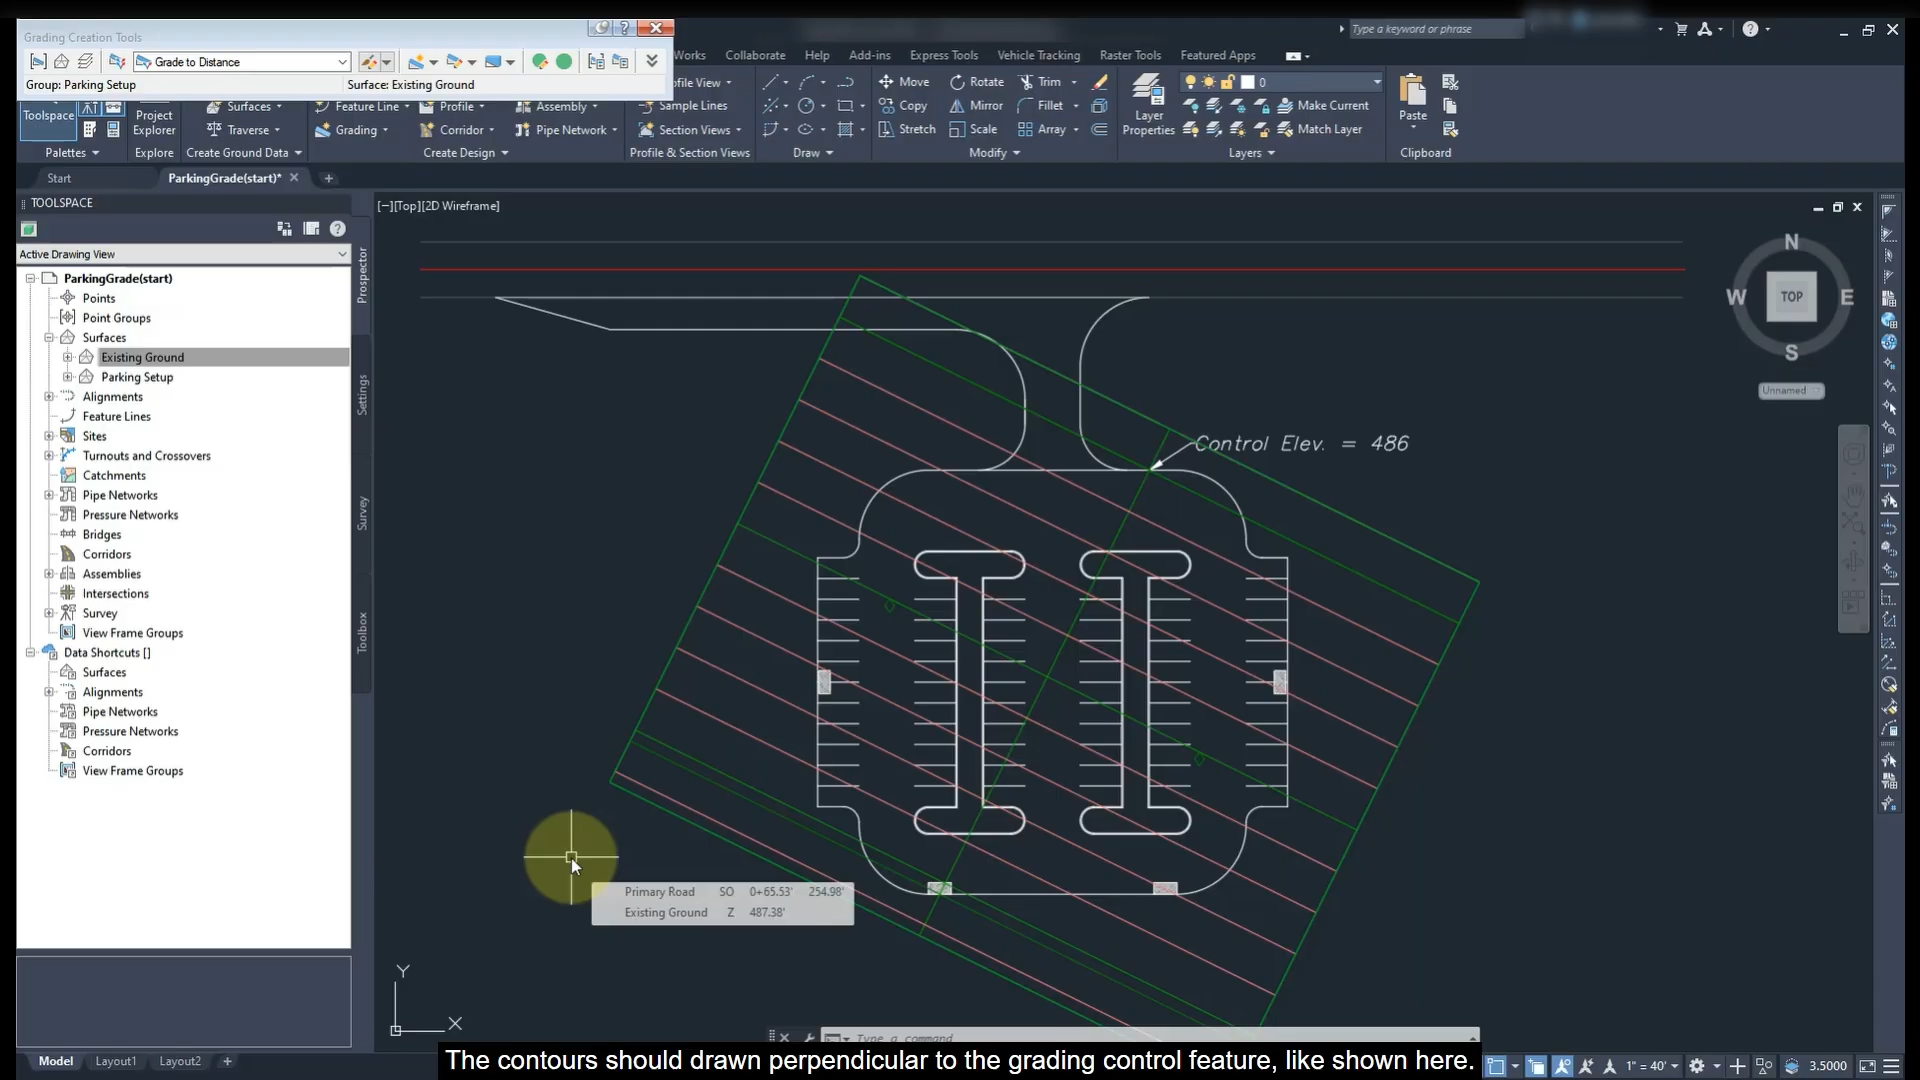 Grading Creation Tools
Grade to Distance
Group: Parking Setup
Surface: Existing Ground
Type a keyword or phrase
Works
Collaborate
Help
Add-ins
Express Tools
Vehicle Tracking
Raster Tools
Featured Apps
Toolspace
Project
Explorer
Surfaces
Traverse
Feature Line
Grading
Profile
Corridor
Assembly
Pipe Network
ofile View
Sample Lines
Section Views
Move
Rotate
Trim
Copy
Mirror
Fillet
Stretch
Scale
Array
Layer
Properties
0
Make Current
Match Layer
Paste
Palettes
Explore
Create Ground Data
Create Design
Profile & Section Views
Draw
Modify
Layers
Clipboard
Start
ParkingGrade(start)*
TOOLSPACE
Active Drawing View
ParkingGrade(start)
Points
Point Groups
Surfaces
Existing Ground
Parking Setup
Alignments
Feature Lines
Sites
Turnouts and Crossovers
Catchments
Pipe Networks
Pressure Networks
Bridges
Corridors
Assemblies
Intersections
Survey
View Frame Groups
Data Shortcuts []
Surfaces
Alignments
Pipe Networks
Pressure Networks
Corridors
View Frame Groups
Prospector
Settings
Survey
Toolbox
[−][Top][2D Wireframe]
N
W
TOP
E
S
Unnamed
Control Elev. = 486
Primary Road SO 0+65.53' 254.98'
Existing Ground Z 487.38'
Y
X
Type a command
Model
Layout1
Layout2
The contours should drawn perpendicular to the grading control feature, like shown here.
1" = 40'
3.5000